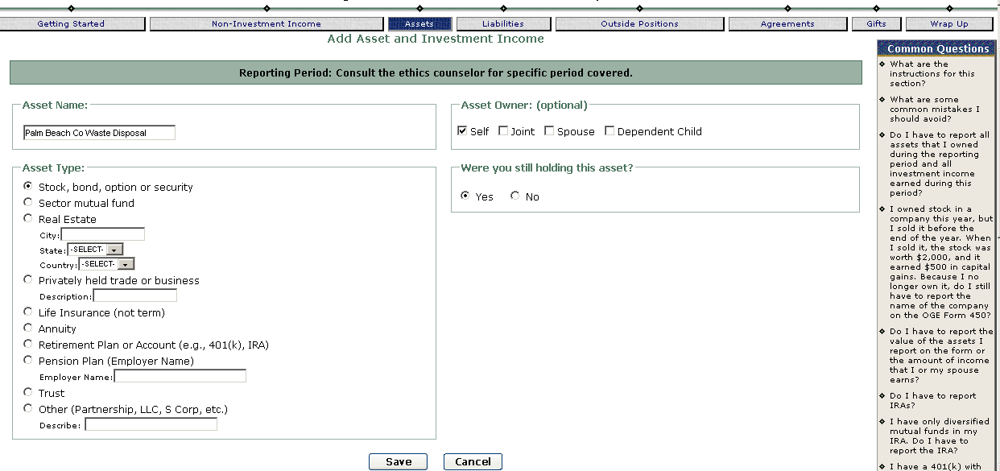 Getting Started
Non-Investment Income
Assets
Liabilities
Outside Positions
Agreements
Gifts
Wrap Up
Add Asset and Investment Income
Reporting Period: Consult the ethics counselor for specific period covered.
Asset Name:
Palm Beach Co Waste Disposal
Asset Owner: (optional)
Self Joint Spouse Dependent Child
Asset Type:
Stock, bond, option or security
Sector mutual fund
Real Estate
City:
State: -SELECT-
Country: -SELECT-
Privately held trade or business
Description:
Life Insurance (not term)
Annuity
Retirement Plan or Account (e.g., 401(k), IRA)
Pension Plan (Employer Name)
Employer Name:
Trust
Other (Partnership, LLC, S Corp, etc.)
Describe:
Were you still holding this asset?
Yes No
Save Cancel
Common Questions
What are the
instructions for this
section?
What are some
common mistakes I
should avoid?
Do I have to report all
assets that I owned
during the reporting
period and all
investment income
earned during this
period?
I owned stock in a
company this year, but
I sold it before the
end of the year. When
I sold it, the stock was
worth $2,000, and it
earned $500 in capital
gains. Because I no
longer own it, do I still
have to report the
name of the company
on the OGE Form 450?
Do I have to report the
value of the assets I
report on the form or
the amount of income
that I or my spouse
earns?
Do I have to report
IRAs?
I have only diversified
mutual funds in my
IRA. Do I have to
report the IRA?
I have a 401(k) with